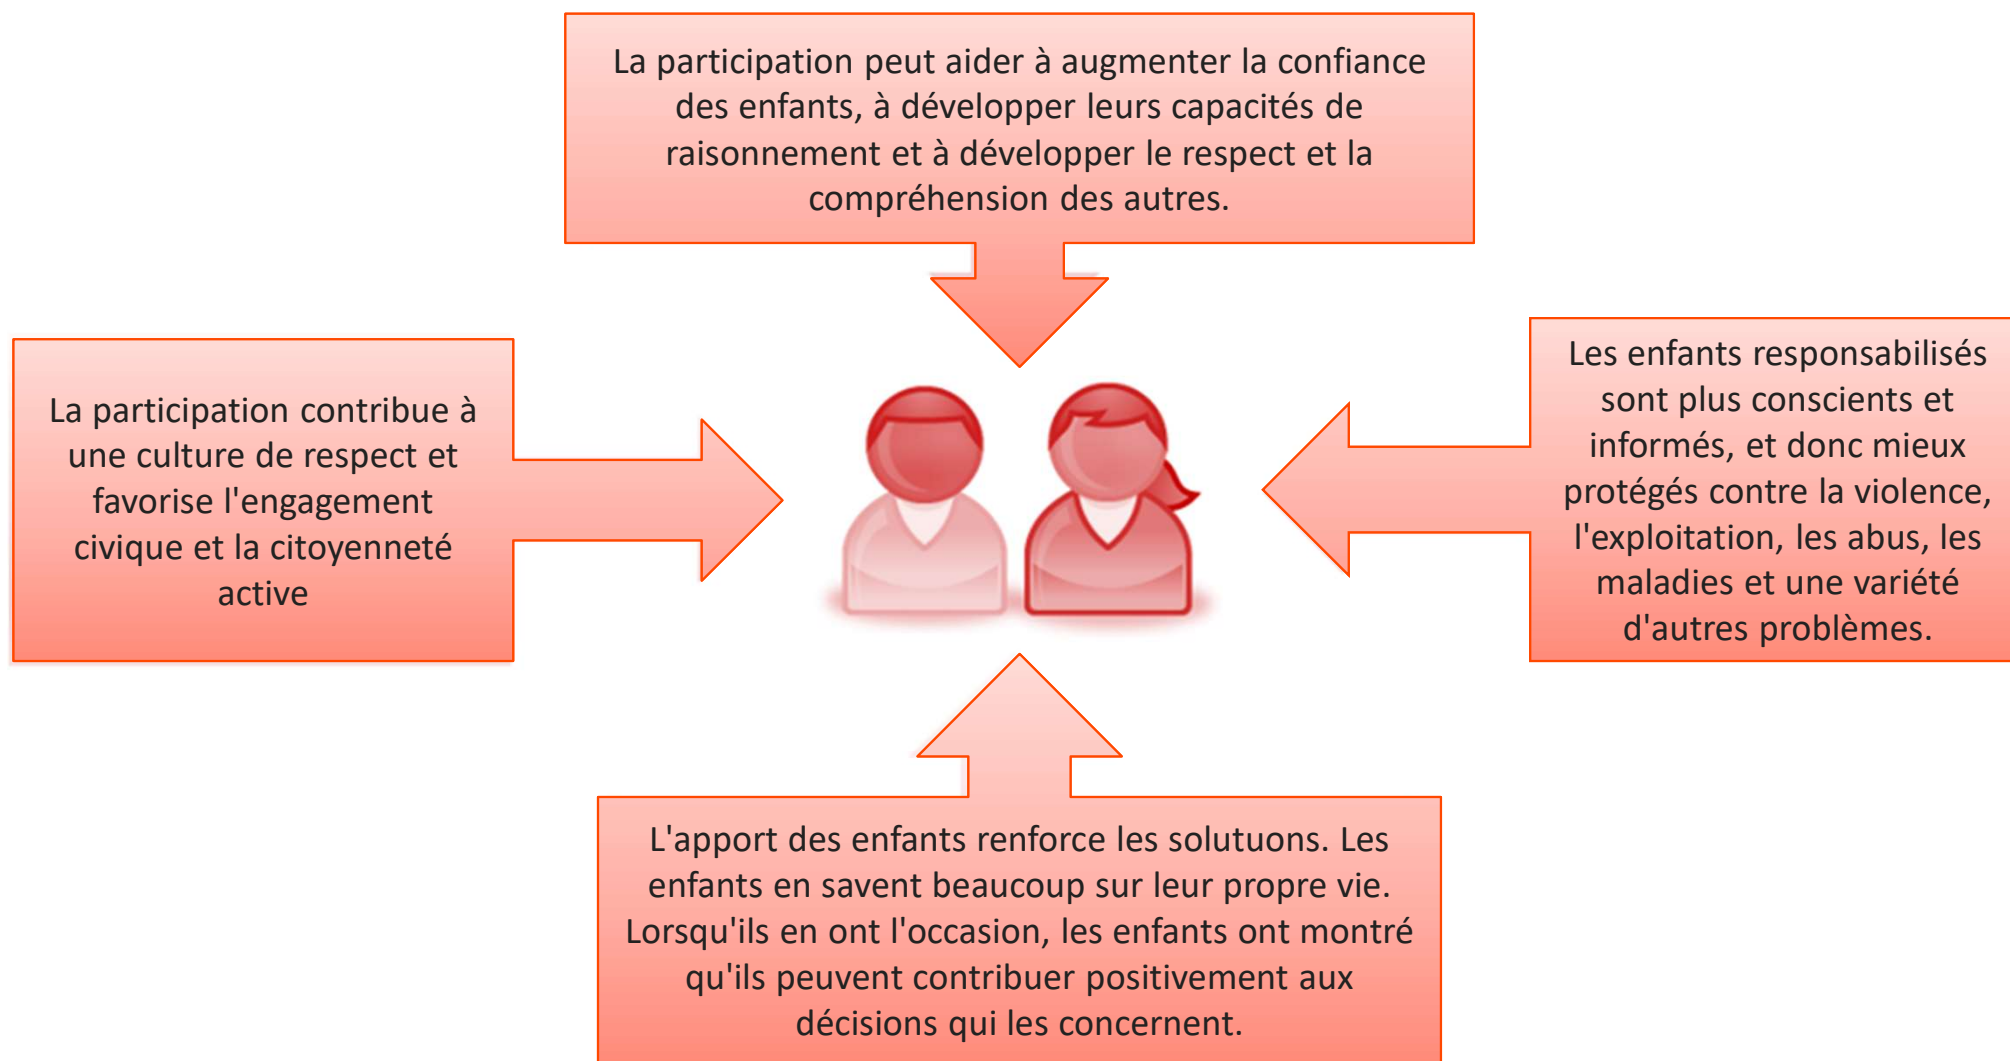 La participation peut aider à augmenter la confiance
des enfants, à développer leurs capacités de
raisonnement et à développer le respect et la
compréhension des autres.
La participation contribue à
une culture de respect et
favorise l'engagement
civique et la citoyenneté
active
Les enfants responsabilisés
sont plus conscients et
informés, et donc mieux
protégés contre la violence,
l'exploitation, les abus, les
maladies et une variété
d'autres problèmes.
L'apport des enfants renforce les solutuons. Les
enfants en savent beaucoup sur leur propre vie.
Lorsqu'ils en ont l'occasion, les enfants ont montré
qu'ils peuvent contribuer positivement aux
décisions qui les concernent.